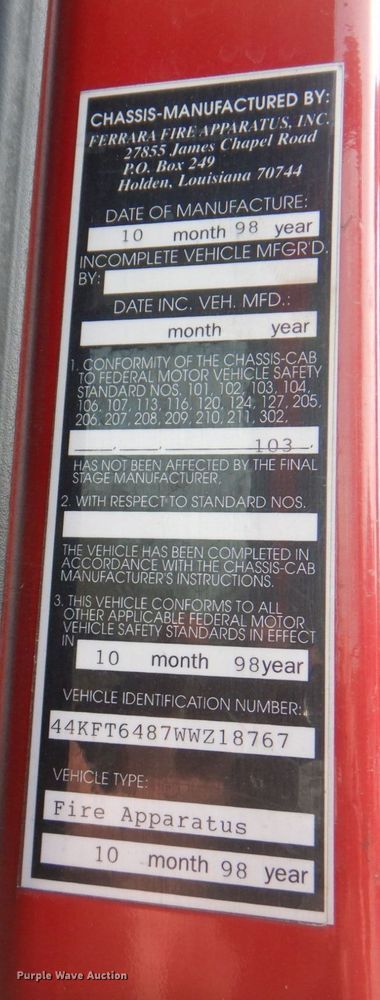 CHASSIS-MANUFACTURED BY:
FERRARA FIRE APPARATUS, INC.
27855 James Chapel Road
P.O. Box 249
Holden, Louisiana 70744
DATE OF MANUFACTURE:
10 month 98 year
INCOMPLETE VEHICLE MFGR'D.
BY:
DATE INC. VEH. MFD.:
month year
1. CONFORMITY OF THE CHASSIS-CAB
TO FEDERAL MOTOR VEHICLE SAFETY
STANDARD NOS. 101, 102, 103, 104,
106, 107, 113, 116, 120, 124, 127, 205,
206, 207, 208, 209, 210, 211, 302,
103
HAS NOT BEEN AFFECTED BY THE FINAL
STAGE MANUFACTURER.
2. WITH RESPECT TO STANDARD NOS.
THE VEHICLE HAS BEEN COMPLETED IN
ACCORDANCE WITH THE CHASSIS-CAB
MANUFACTURER'S INSTRUCTIONS.
3. THIS VEHICLE CONFORMS TO ALL
OTHER APPLICABLE FEDERAL MOTOR
VEHICLE SAFETY STANDARDS IN EFFECT
IN 10 month 98 year
VEHICLE IDENTIFICATION NUMBER:
44KFT6487WWZ18767
VEHICLE TYPE:
Fire Apparatus
10 month 98 year
Purple Wave Auction